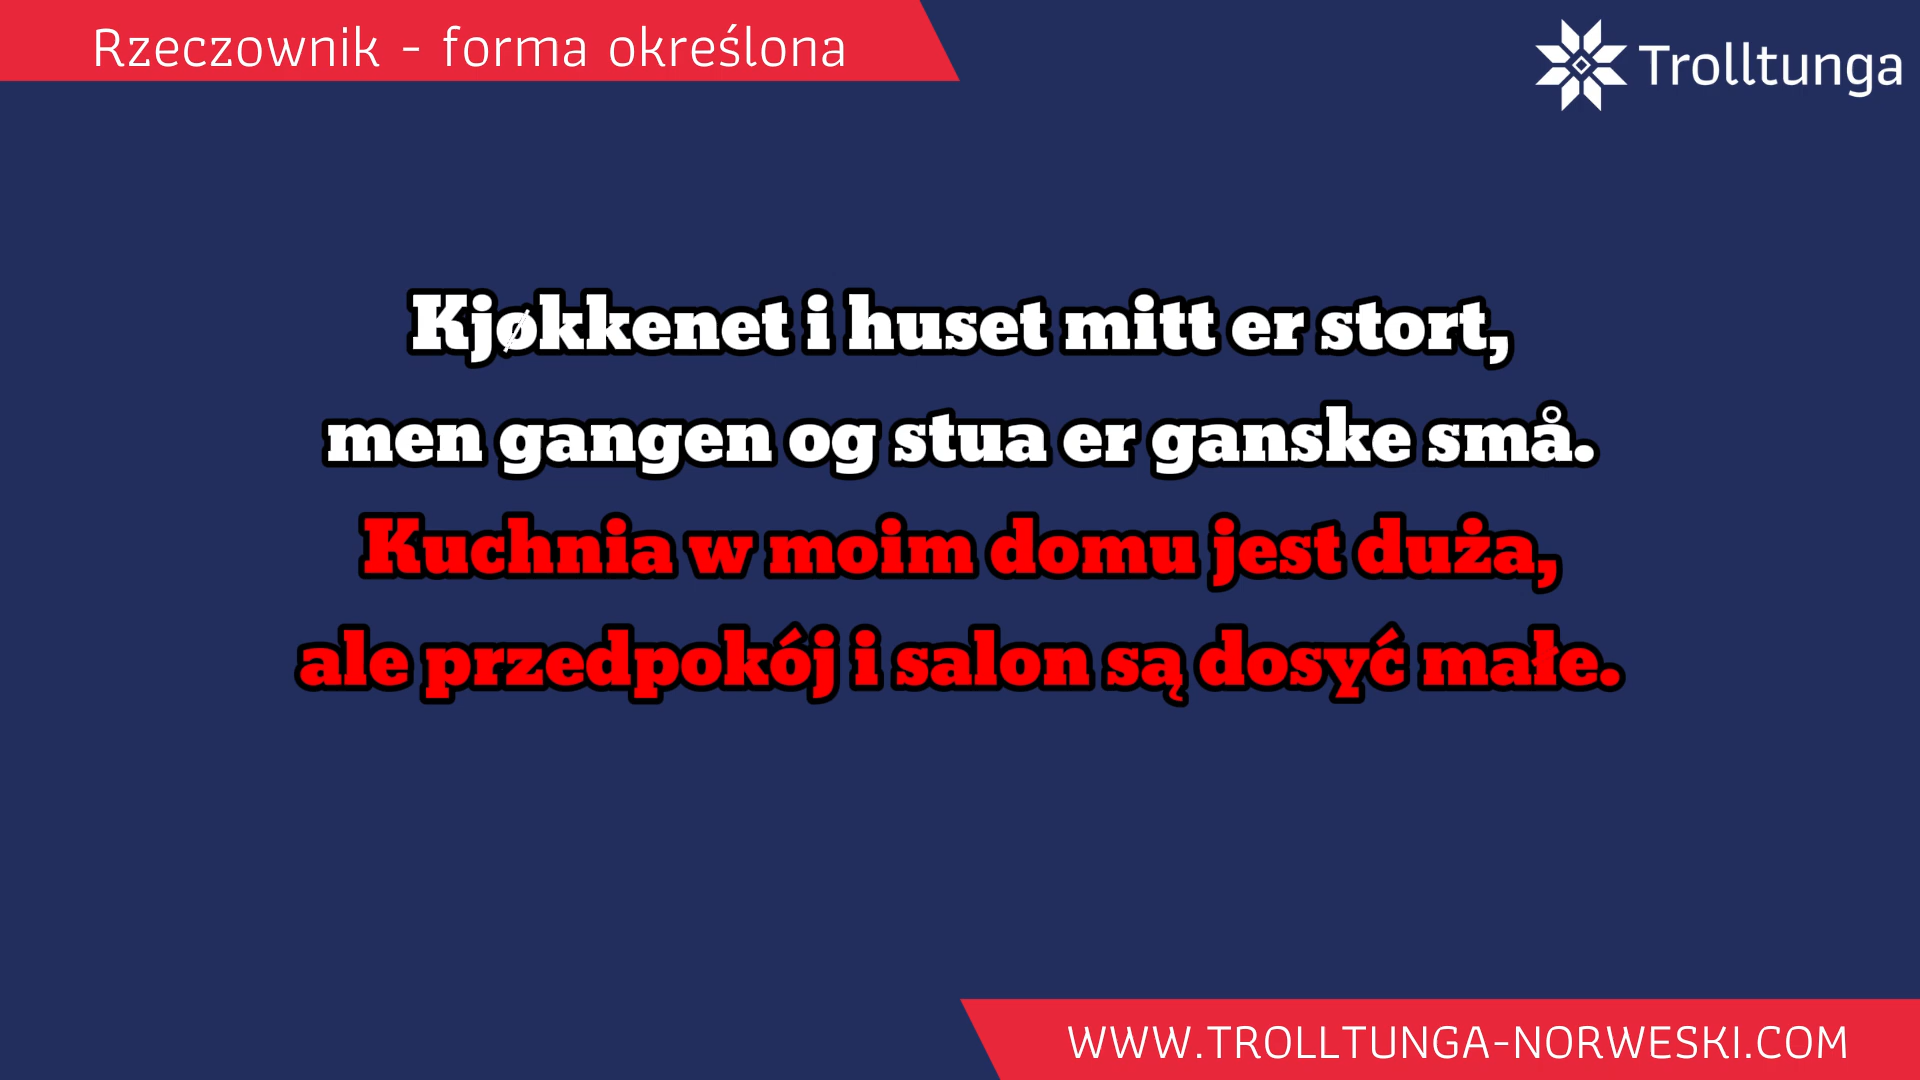 Rzeczownik - forma określona
Trolltunga
Kjøkkenet i huset mitt er stort,
men gangen og stua er ganske små.
Kuchnia w moim domu jest duża,
ale przedpokój i salon są dosyć małe.
WWW.TROLLTUNGA-NORWESKI.COM